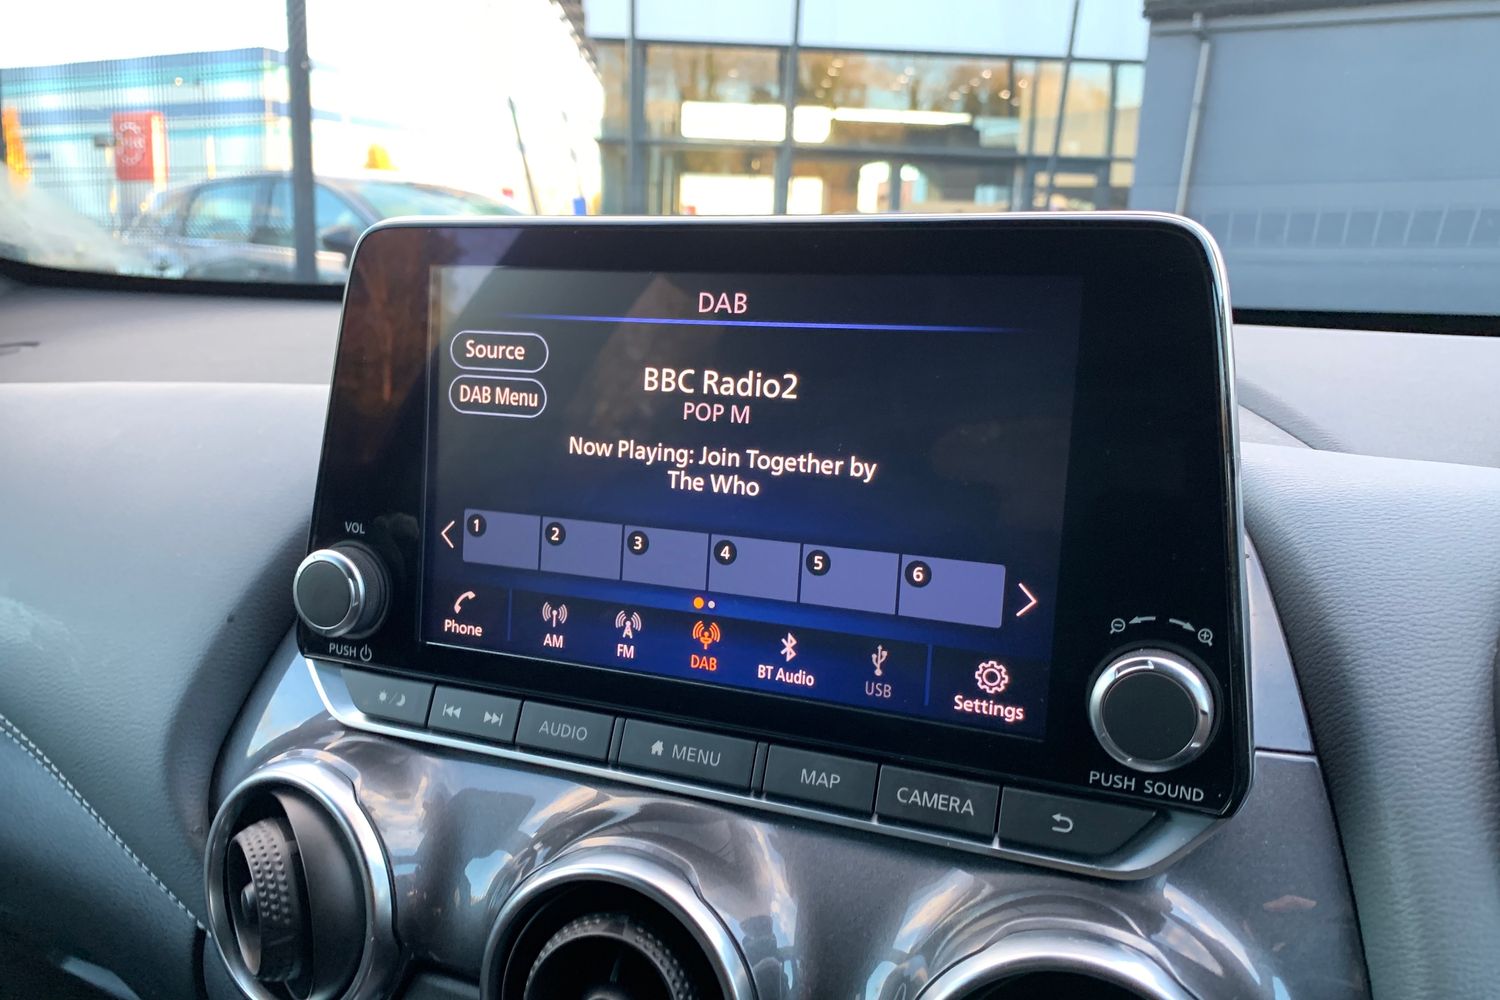 DAB
Source
BBC Radio2
DAB Menu
POP M
Now Playing: Join Together by
The Who
1 2 3 4 5 6
Phone
AM
FM
DAB
BT Audio
USB
Settings
VOL
PUSH
AUDIO
MENU
MAP
CAMERA
PUSH SOUND